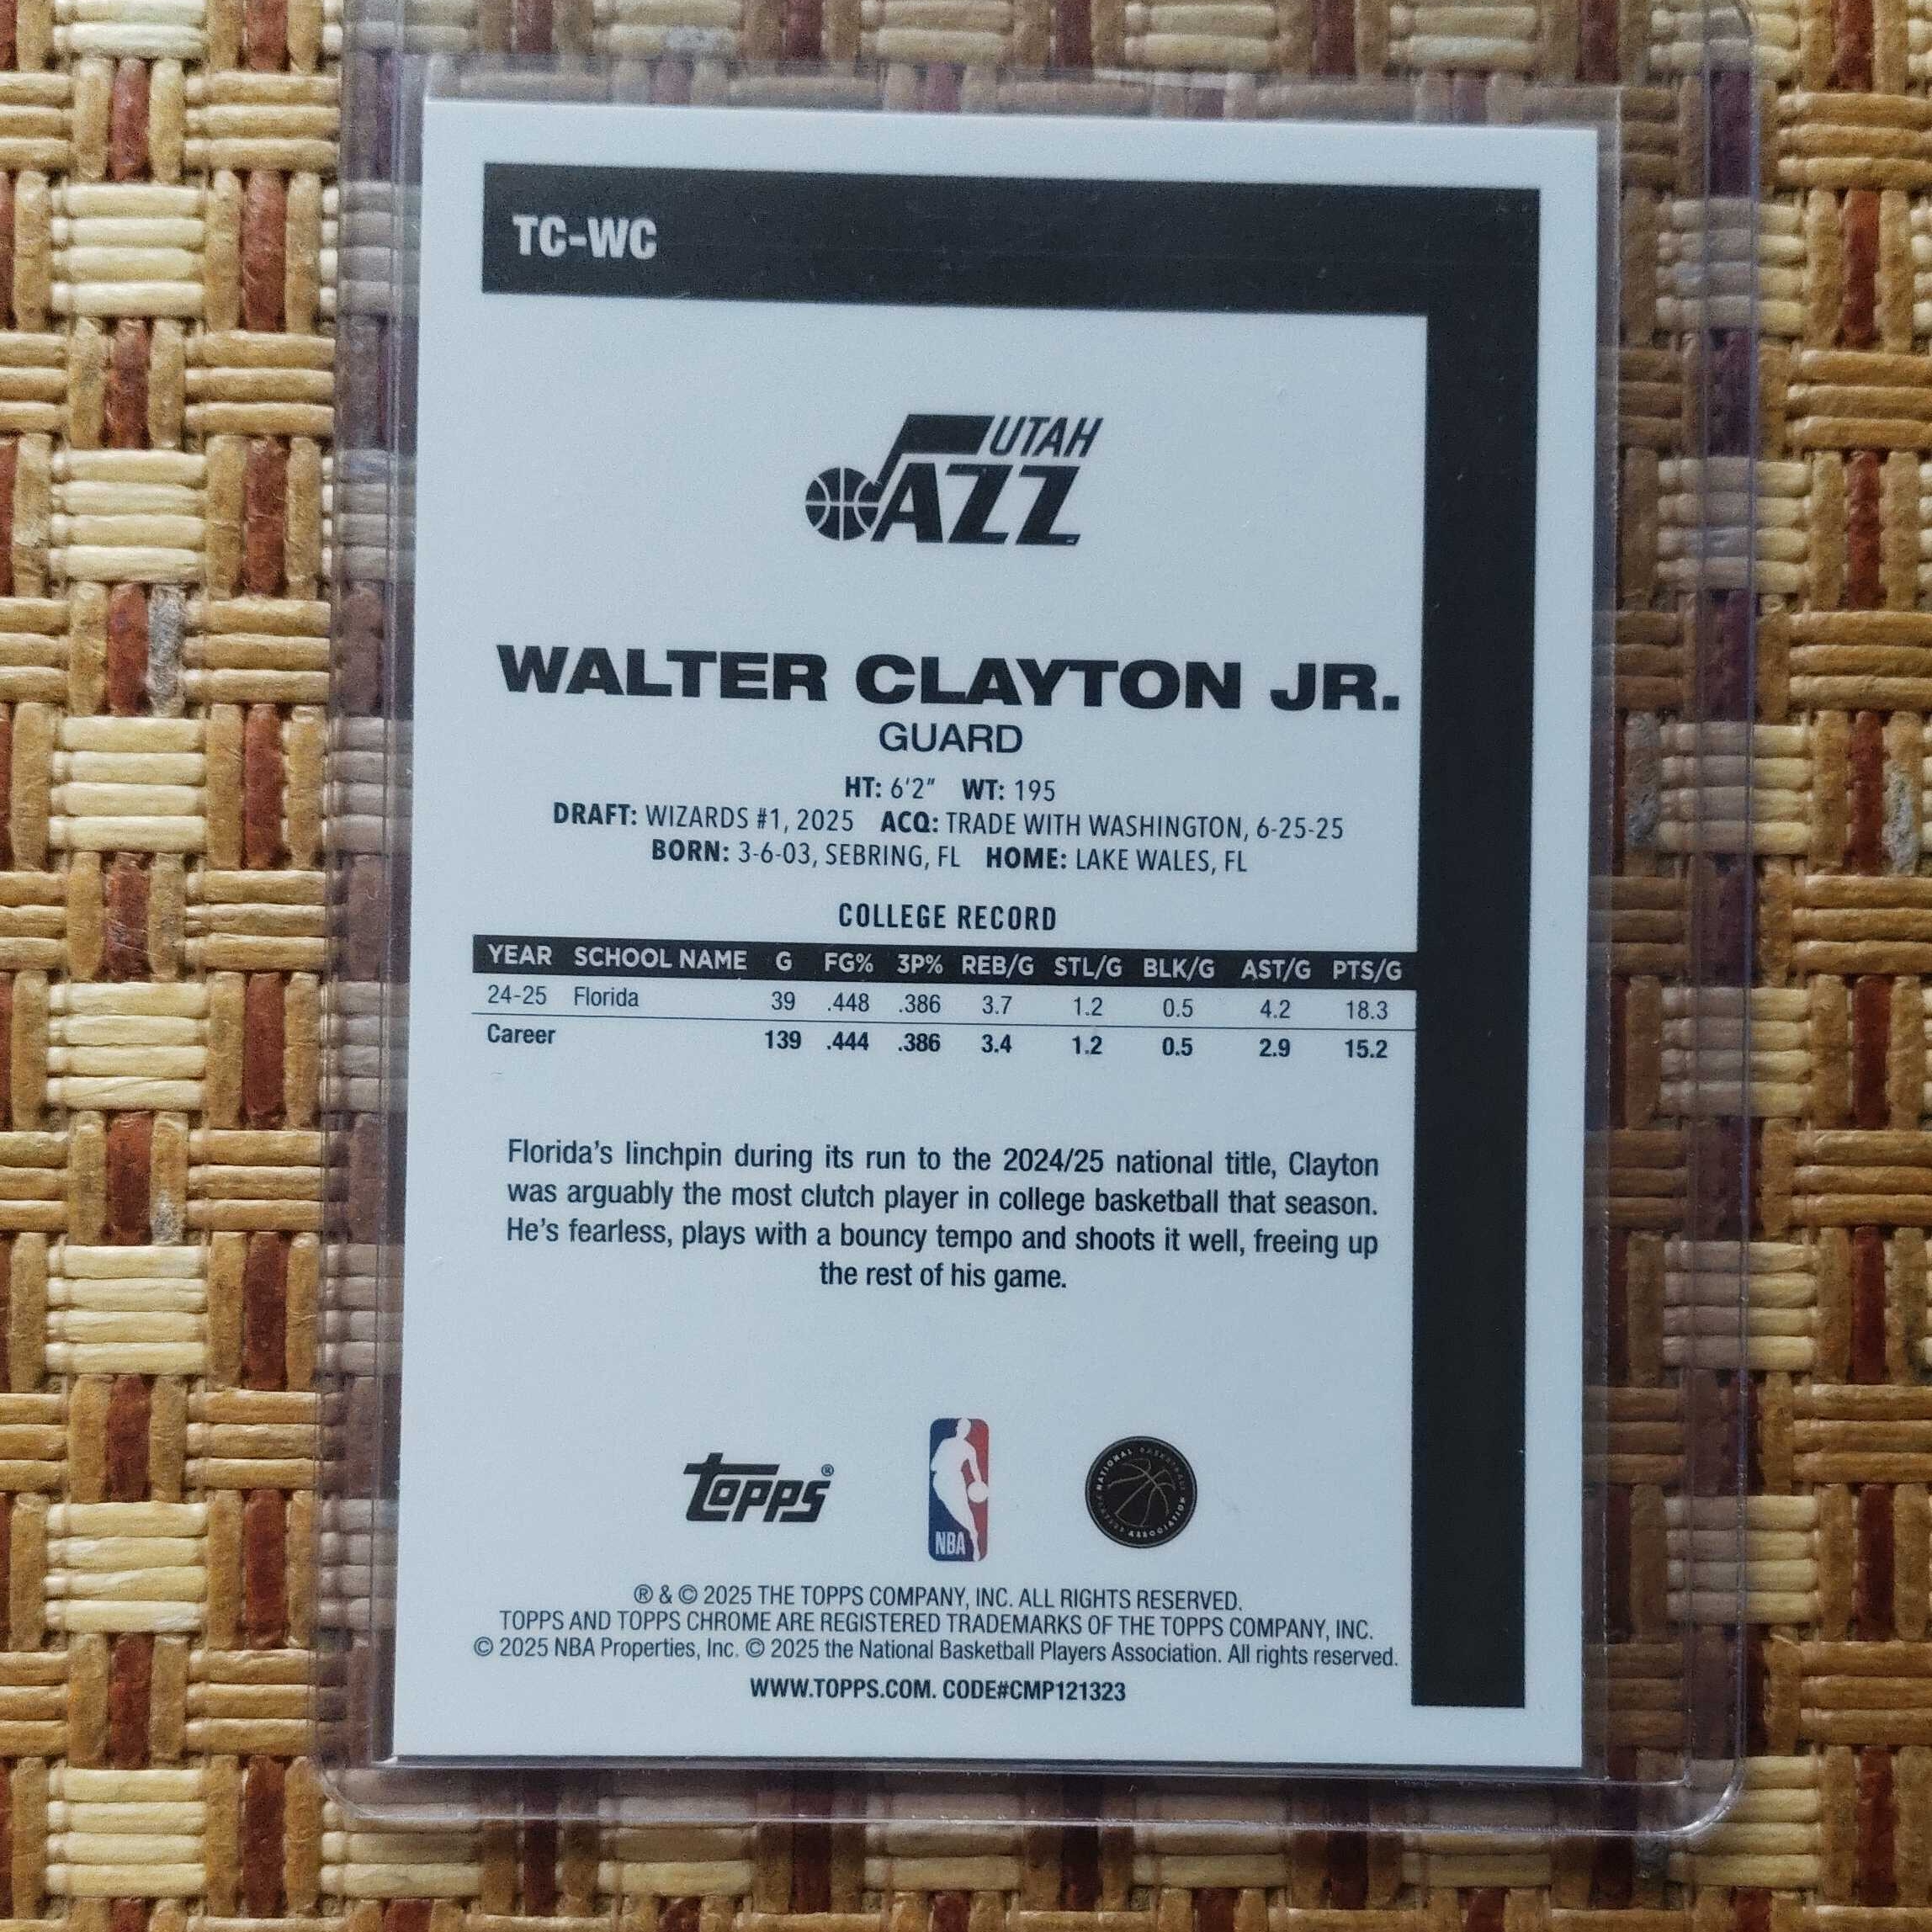 TC-WC
UTAH
JAZZ
WALTER CLAYTON JR.
GUARD
HT: 6'2" WT: 195
DRAFT: WIZARDS #1, 2025 ACQ: TRADE WITH WASHINGTON, 6-25-25
BORN: 3-6-03, SEBRING, FL HOME: LAKE WALES, FL
COLLEGE RECORD
YEAR SCHOOL NAME G FG% 3P% REB/G STL/G BLK/G AST/G PTS/G
24-25 Florida 39 .448 .386 3.7 1.2 0.5 4.2 18.3
Career 139 .444 .386 3.4 1.2 0.5 2.9 15.2
Florida's linchpin during its run to the 2024/25 national title, Clayton
was arguably the most clutch player in college basketball that season.
He's fearless, plays with a bouncy tempo and shoots it well, freeing up
the rest of his game.
topps®
NBA
NATIONAL BASKETBALL PLAYERS ASSOCIATION
® & © 2025 THE TOPPS COMPANY, INC. ALL RIGHTS RESERVED.
TOPPS AND TOPPS CHROME ARE REGISTERED TRADEMARKS OF THE TOPPS COMPANY, INC.
© 2025 NBA Properties, Inc. © 2025 the National Basketball Players Association. All rights reserved.
WWW.TOPPS.COM. CODE#CMP121323